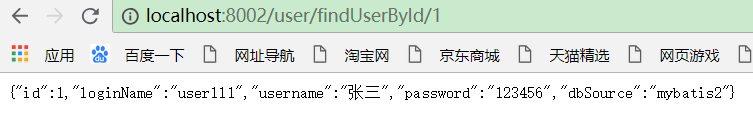 localhost:8002/user/findUserById/1
应用 百度一下 网址导航 淘宝网 京东商城 天猫精选 网页游戏
{"id":1,"loginName":"user111","username":"张三","password":"123456","dbSource":"mybatis2"}